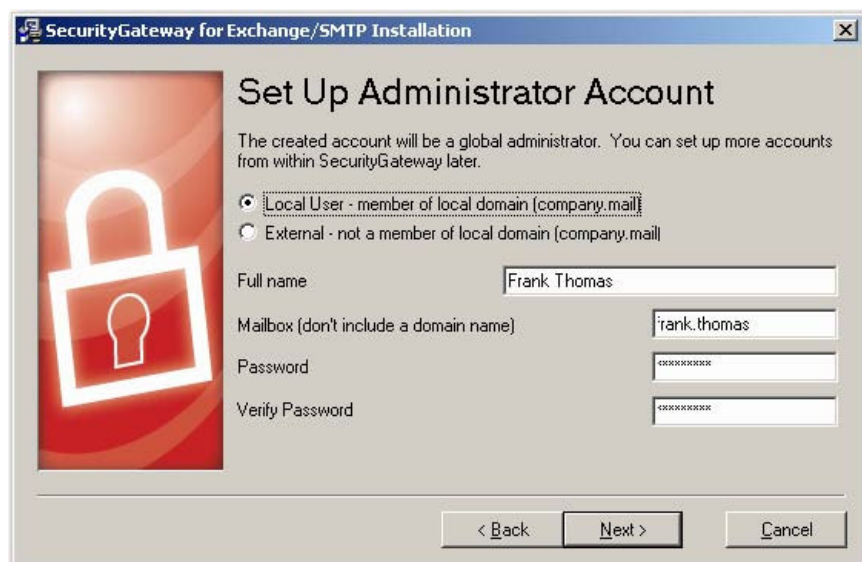 SecurityGateway for Exchange/SMTP Installation
Set Up Administrator Account
The created account will be a global administrator. You can set up more accounts
from within SecurityGateway later.
Local User - member of local domain (company.mail)
External - not a member of local domain (company.mail)
Full name Frank Thomas
Mailbox (don't include a domain name) frank.thomas
Password ×××××××××
Verify Password ×××××××××
< Back Next > Cancel